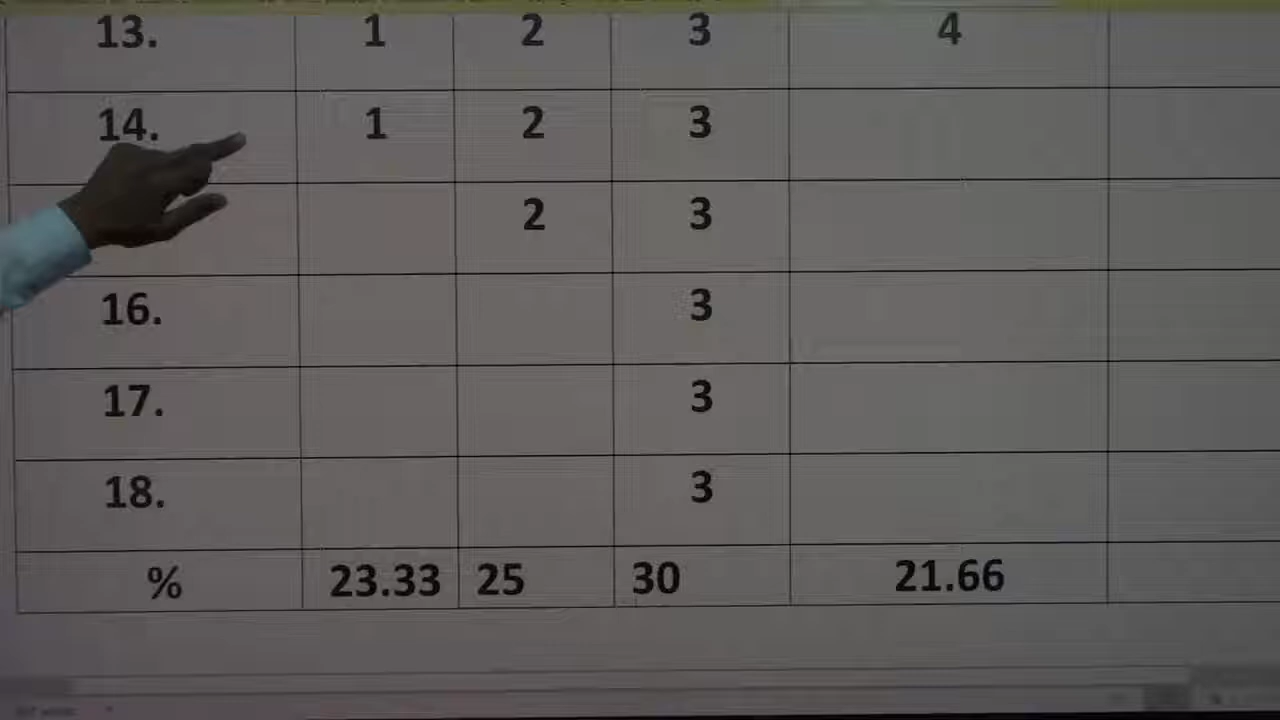 13. 1 2 3 4
14. 1 2 3
2 3
16. 3
17. 3
18. 3
% 23.33 25 30 21.66